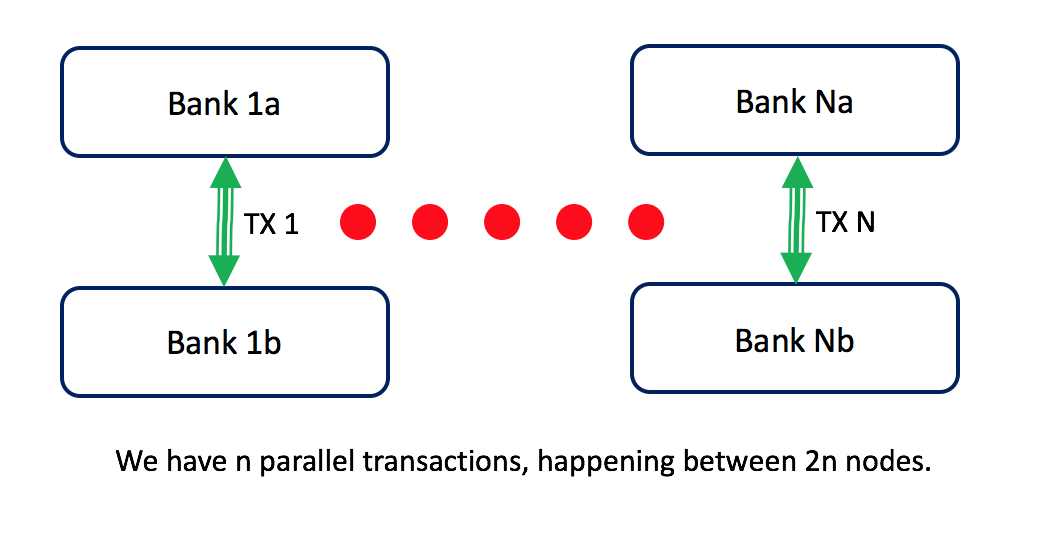 Bank 1a
Bank Na
TX 1
TX N
Bank 1b
Bank Nb
We have n parallel transactions, happening between 2n nodes.